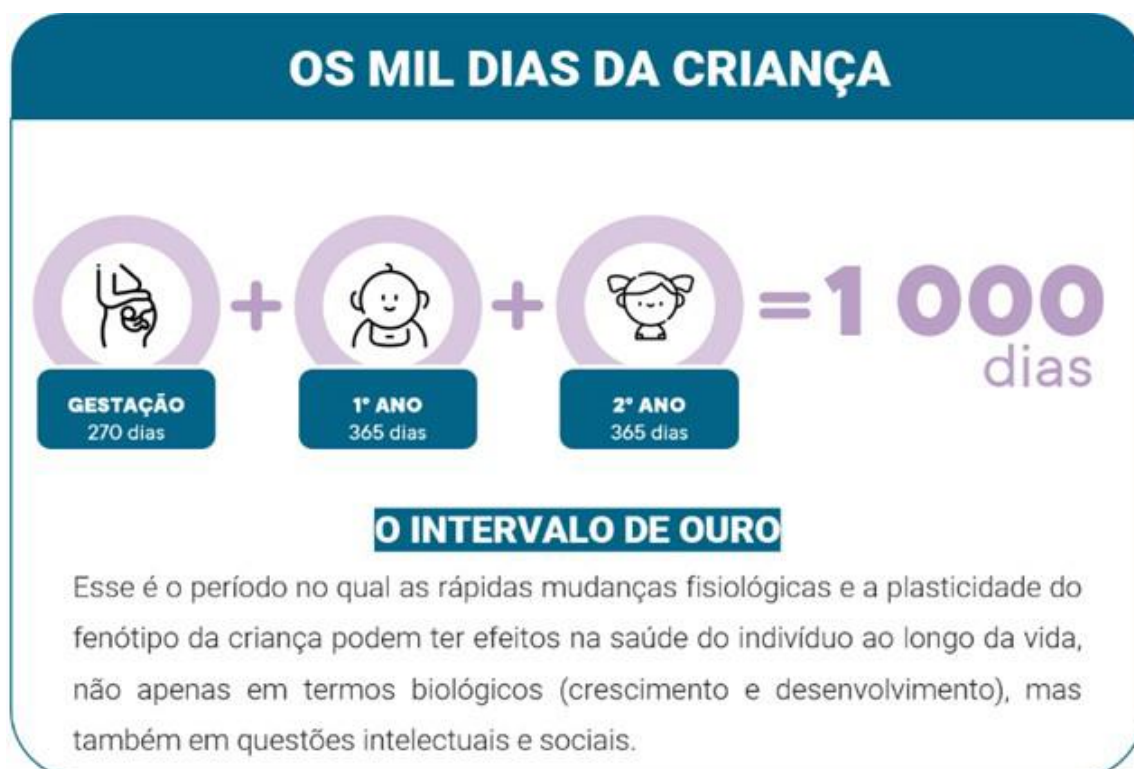 OS MIL DIAS DA CRIANÇA
+ + = 1 000
dias
GESTAÇÃO
270 dias
1º ANO
365 dias
2º ANO
365 dias
O INTERVALO DE OURO
Esse é o período no qual as rápidas mudanças fisiológicas e a plasticidade do
fenótipo da criança podem ter efeitos na saúde do indivíduo ao longo da vida,
não apenas em termos biológicos (crescimento e desenvolvimento), mas
também em questões intelectuais e sociais.